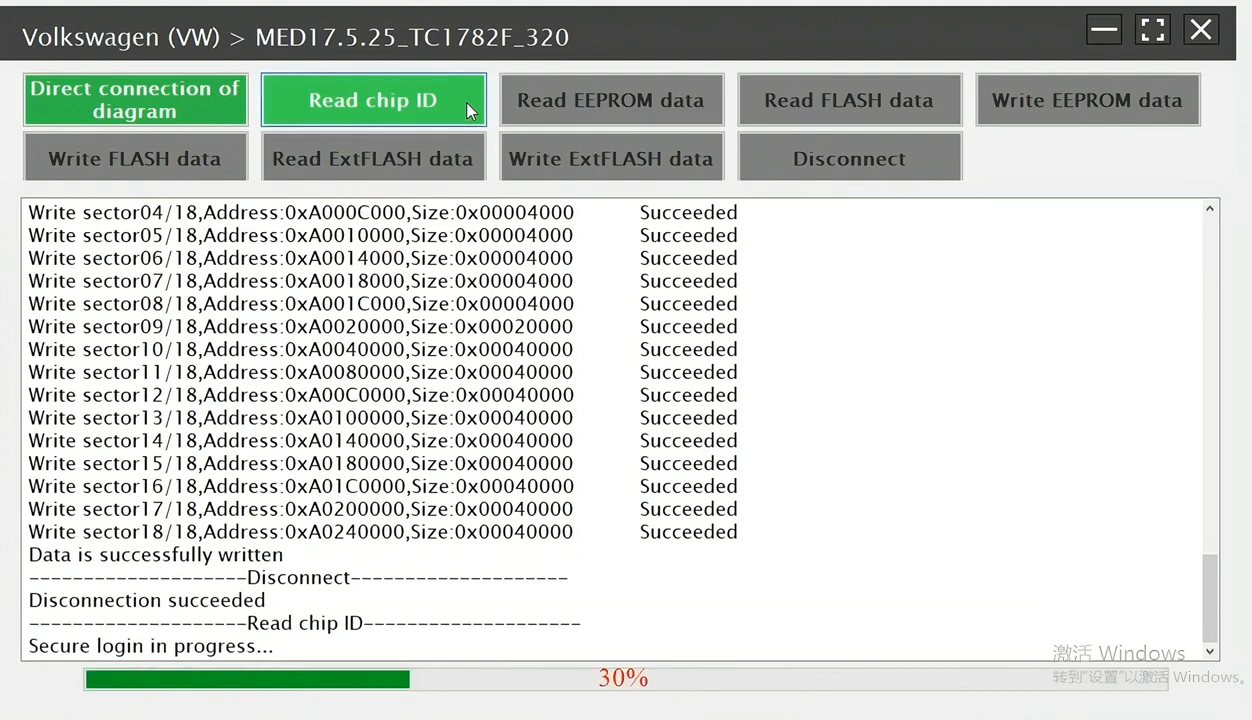 Volkswagen (VW) > MED17.5.25_TC1782F_320
Direct connection of
diagram
Read chip ID
Read EEPROM data
Read FLASH data
Write EEPROM data
Write FLASH data
Read ExtFLASH data
Write ExtFLASH data
Disconnect
Write sector04/18,Address:0xA000C000,Size:0x00004000 Succeeded
Write sector05/18,Address:0xA0010000,Size:0x00004000 Succeeded
Write sector06/18,Address:0xA0014000,Size:0x00004000 Succeeded
Write sector07/18,Address:0xA0018000,Size:0x00004000 Succeeded
Write sector08/18,Address:0xA001C000,Size:0x00004000 Succeeded
Write sector09/18,Address:0xA0020000,Size:0x00020000 Succeeded
Write sector10/18,Address:0xA0040000,Size:0x00040000 Succeeded
Write sector11/18,Address:0xA0080000,Size:0x00040000 Succeeded
Write sector12/18,Address:0xA00C0000,Size:0x00040000 Succeeded
Write sector13/18,Address:0xA0100000,Size:0x00040000 Succeeded
Write sector14/18,Address:0xA0140000,Size:0x00040000 Succeeded
Write sector15/18,Address:0xA0180000,Size:0x00040000 Succeeded
Write sector16/18,Address:0xA01C0000,Size:0x00040000 Succeeded
Write sector17/18,Address:0xA0200000,Size:0x00040000 Succeeded
Write sector18/18,Address:0xA0240000,Size:0x00040000 Succeeded
Data is successfully written
--------------------Disconnect--------------------
Disconnection succeeded
--------------------Read chip ID--------------------
Secure login in progress...
激活 Windows
转到"设置"以激活 Windows。
30%